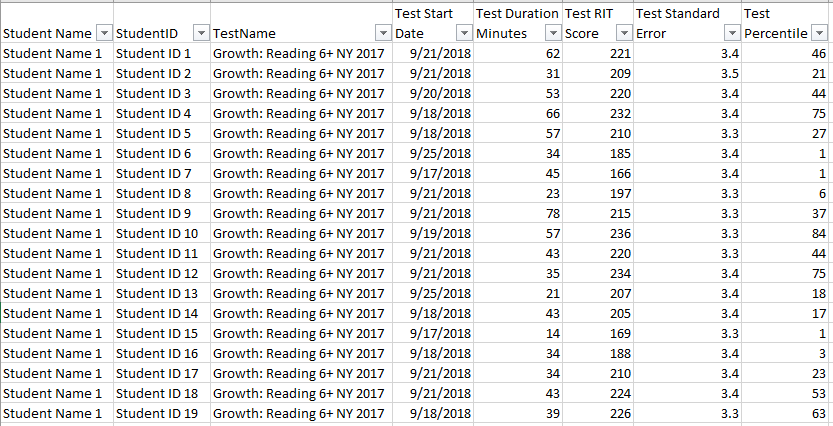 Test Start Test Duration Test RIT Test Standard Test
Student Name StudentID TestName Date Minutes Score Error Percentile
Student Name 1 Student ID 1 Growth: Reading 6+ NY 2017 9/21/2018 62 221 3.4 46
Student Name 1 Student ID 2 Growth: Reading 6+ NY 2017 9/21/2018 31 209 3.5 21
Student Name 1 Student ID 3 Growth: Reading 6+ NY 2017 9/20/2018 53 220 3.4 44
Student Name 1 Student ID 4 Growth: Reading 6+ NY 2017 9/18/2018 66 232 3.4 75
Student Name 1 Student ID 5 Growth: Reading 6+ NY 2017 9/18/2018 57 210 3.3 27
Student Name 1 Student ID 6 Growth: Reading 6+ NY 2017 9/25/2018 34 185 3.4 1
Student Name 1 Student ID 7 Growth: Reading 6+ NY 2017 9/17/2018 45 166 3.4 1
Student Name 1 Student ID 8 Growth: Reading 6+ NY 2017 9/21/2018 23 197 3.3 6
Student Name 1 Student ID 9 Growth: Reading 6+ NY 2017 9/21/2018 78 215 3.3 37
Student Name 1 Student ID 10 Growth: Reading 6+ NY 2017 9/19/2018 57 236 3.3 84
Student Name 1 Student ID 11 Growth: Reading 6+ NY 2017 9/21/2018 43 220 3.3 44
Student Name 1 Student ID 12 Growth: Reading 6+ NY 2017 9/21/2018 35 234 3.4 75
Student Name 1 Student ID 13 Growth: Reading 6+ NY 2017 9/25/2018 21 207 3.4 18
Student Name 1 Student ID 14 Growth: Reading 6+ NY 2017 9/18/2018 43 205 3.4 17
Student Name 1 Student ID 15 Growth: Reading 6+ NY 2017 9/17/2018 14 169 3.3 1
Student Name 1 Student ID 16 Growth: Reading 6+ NY 2017 9/18/2018 34 188 3.4 3
Student Name 1 Student ID 17 Growth: Reading 6+ NY 2017 9/21/2018 34 210 3.4 23
Student Name 1 Student ID 18 Growth: Reading 6+ NY 2017 9/21/2018 43 224 3.4 53
Student Name 1 Student ID 19 Growth: Reading 6+ NY 2017 9/18/2018 39 226 3.3 63